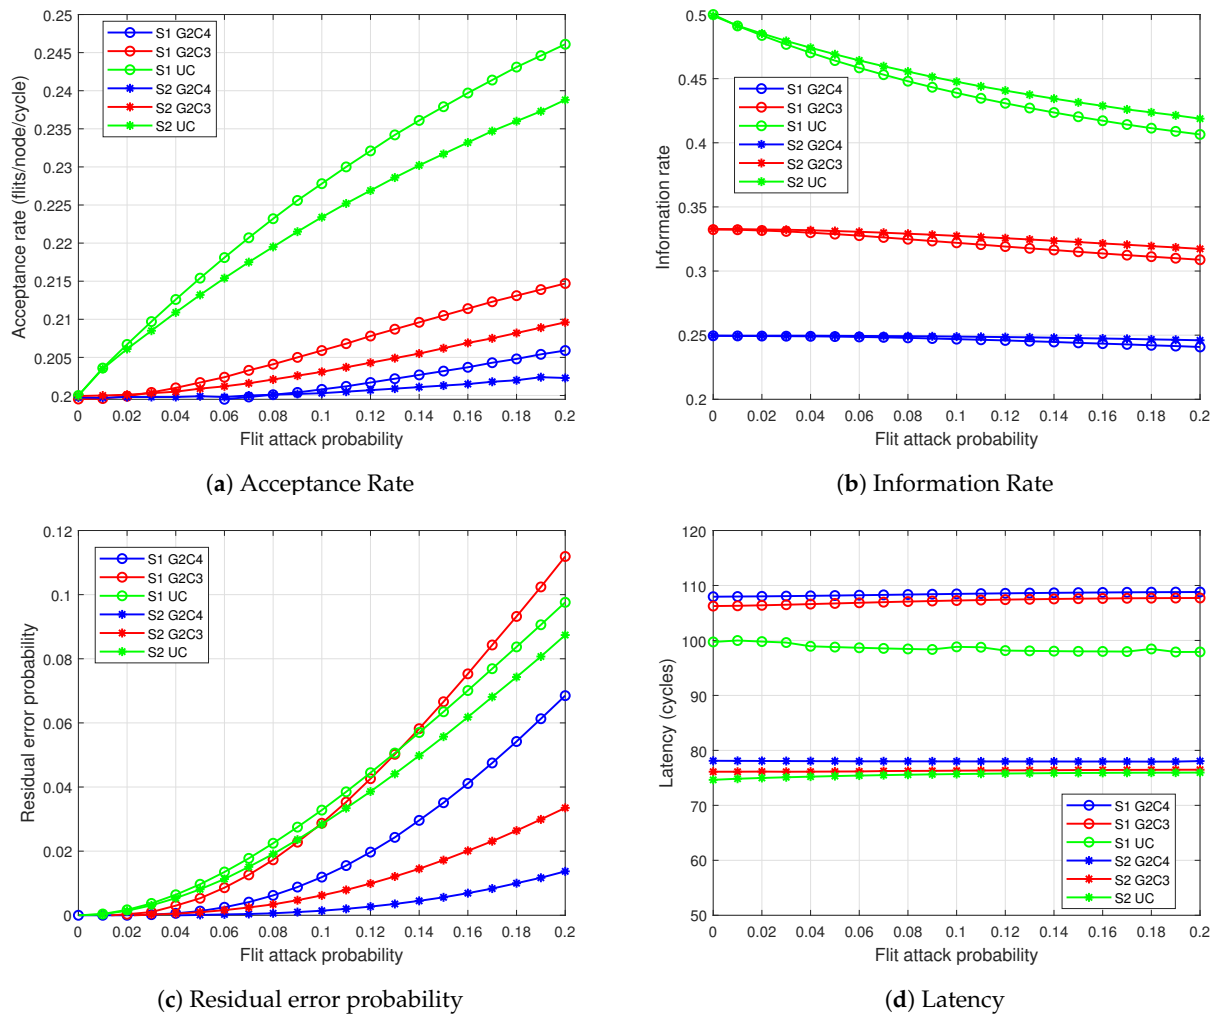 0.25
0.245
0.24
0.235
0.23
0.225
0.22
0.215
0.21
0.205
0.2
Acceptance rate (flits/node/cycle)
S1 G2C4
S1 G2C3
S1 UC
S2 G2C4
S2 G2C3
S2 UC
0 0.02 0.04 0.06 0.08 0.1 0.12 0.14 0.16 0.18 0.2
Flit attack probability
(a) Acceptance Rate
0.5
0.45
0.4
0.35
0.3
0.25
0.2
Information rate
S1 G2C4
S1 G2C3
S1 UC
S2 G2C4
S2 G2C3
S2 UC
0 0.02 0.04 0.06 0.08 0.1 0.12 0.14 0.16 0.18 0.2
Flit attack probability
(b) Information Rate
0.12
0.1
0.08
0.06
0.04
0.02
0
Residual error probability
S1 G2C4
S1 G2C3
S1 UC
S2 G2C4
S2 G2C3
S2 UC
0 0.02 0.04 0.06 0.08 0.1 0.12 0.14 0.16 0.18 0.2
Flit attack probability
(c) Residual error probability
120
110
100
90
80
70
60
50
Latency (cycles)
S1 G2C4
S1 G2C3
S1 UC
S2 G2C4
S2 G2C3
S2 UC
0 0.02 0.04 0.06 0.08 0.1 0.12 0.14 0.16 0.18 0.2
Flit attack probability
(d) Latency